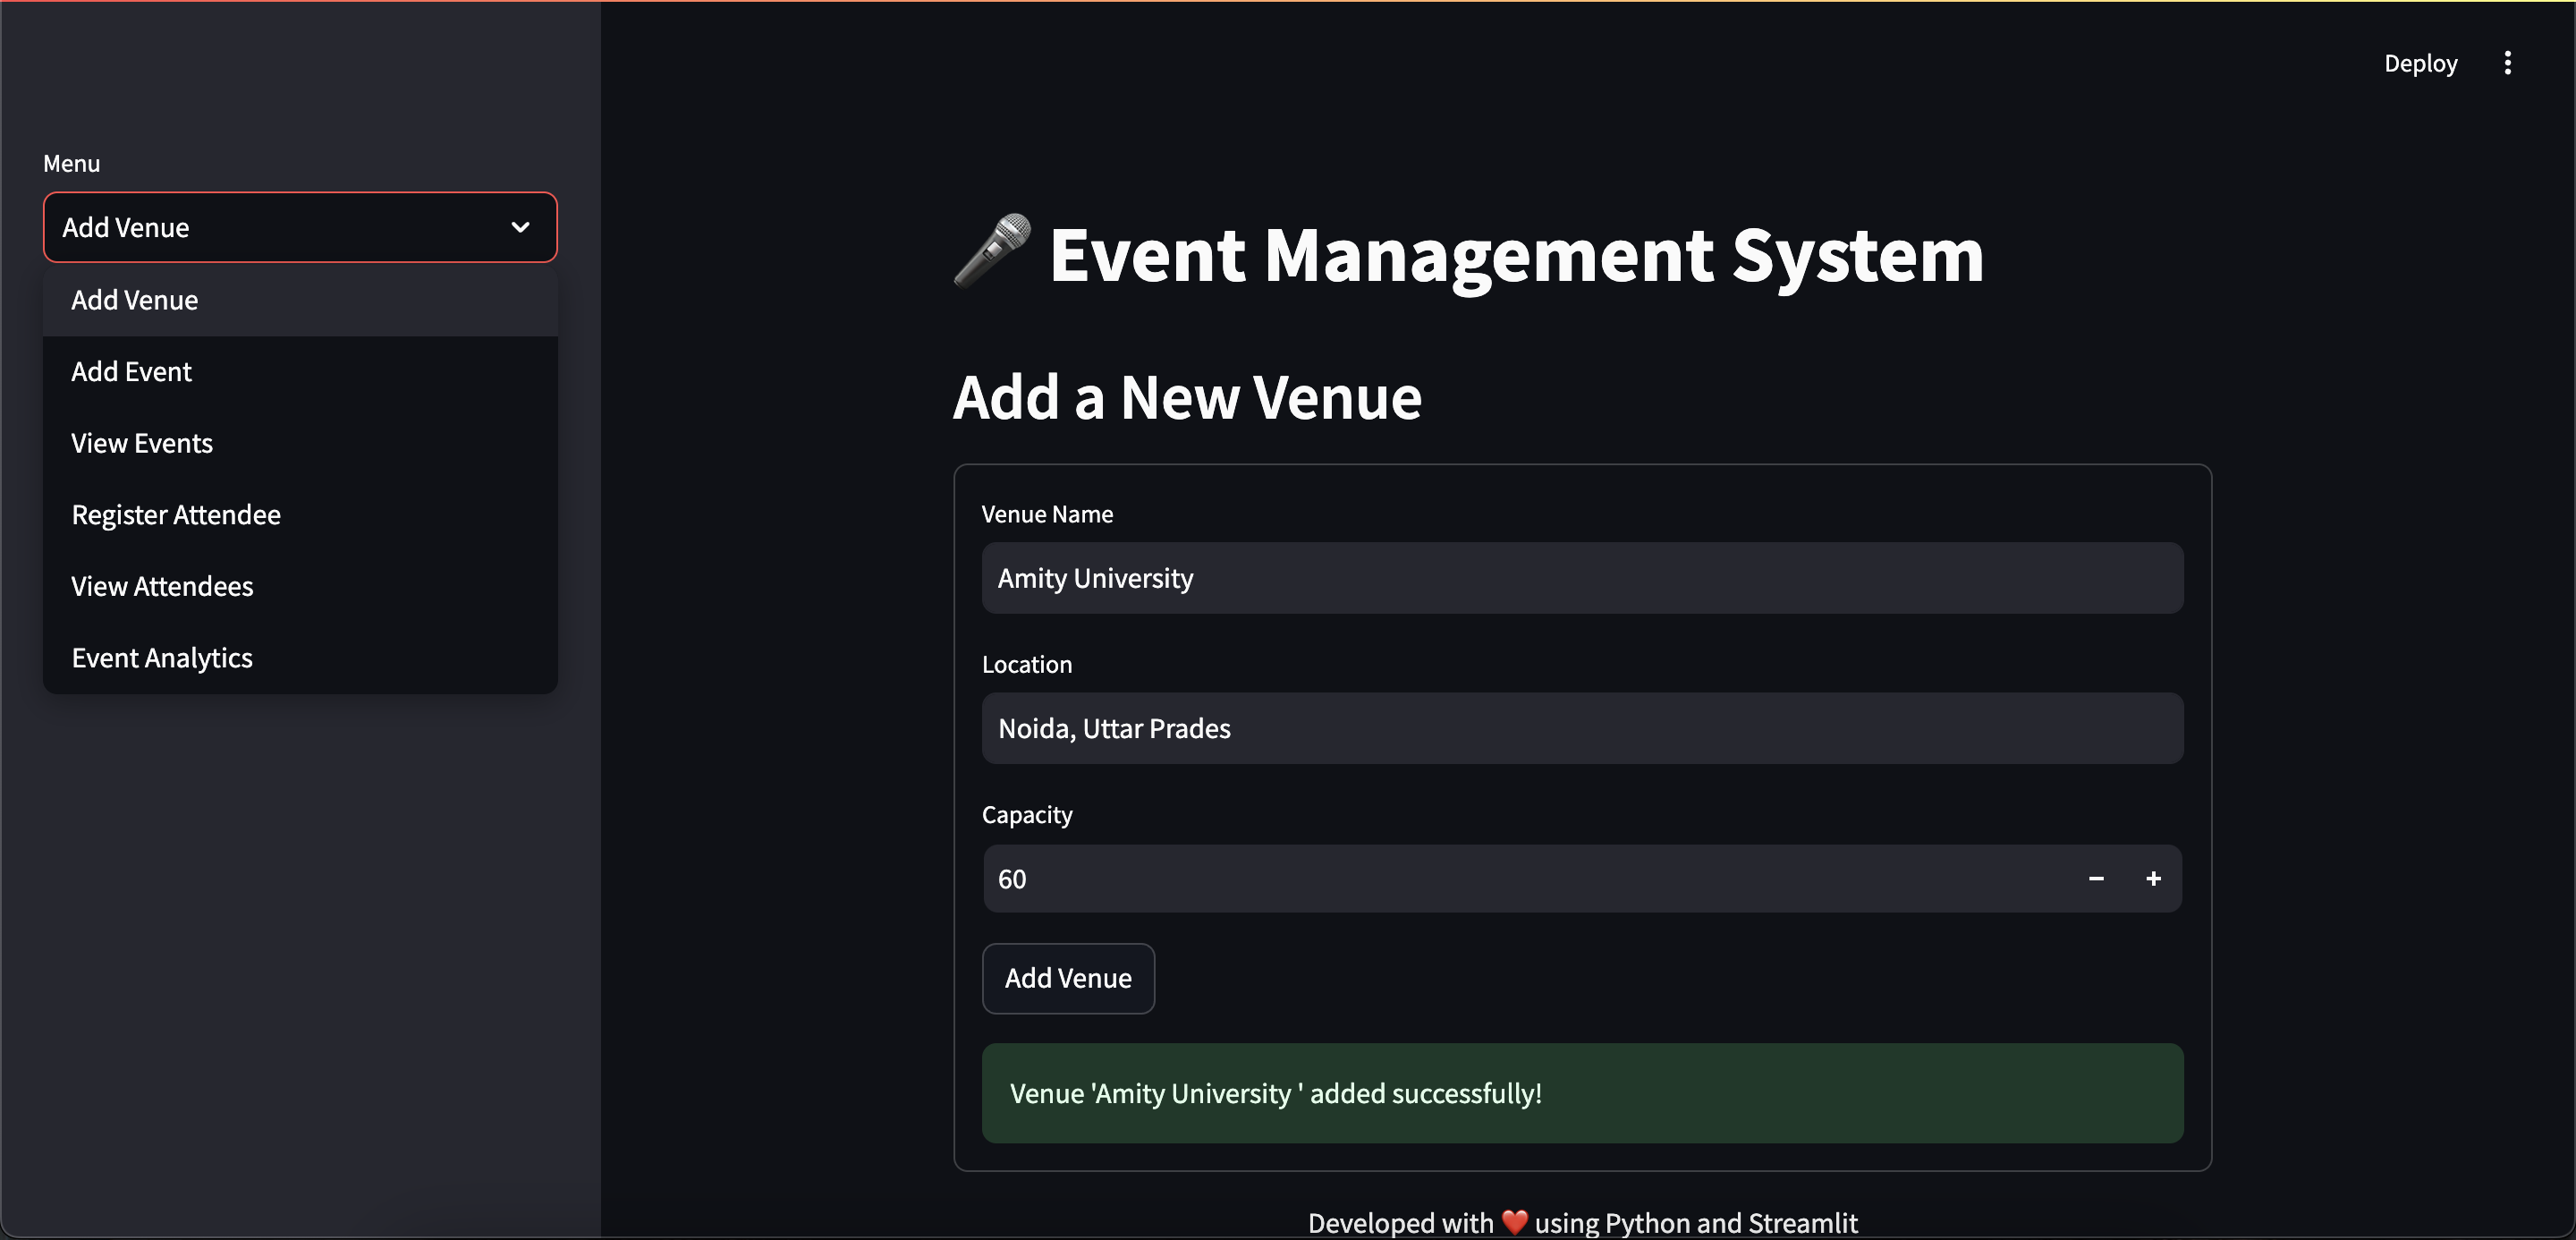 Deploy
Menu
Add Venue
Add Venue
Add Event
View Events
Register Attendee
View Attendees
Event Analytics
🎤 Event Management System
Add a New Venue
Venue Name
Amity University
Location
Noida, Uttar Prades
Capacity
60
Add Venue
Venue 'Amity University ' added successfully!
Developed with ❤️ using Python and Streamlit